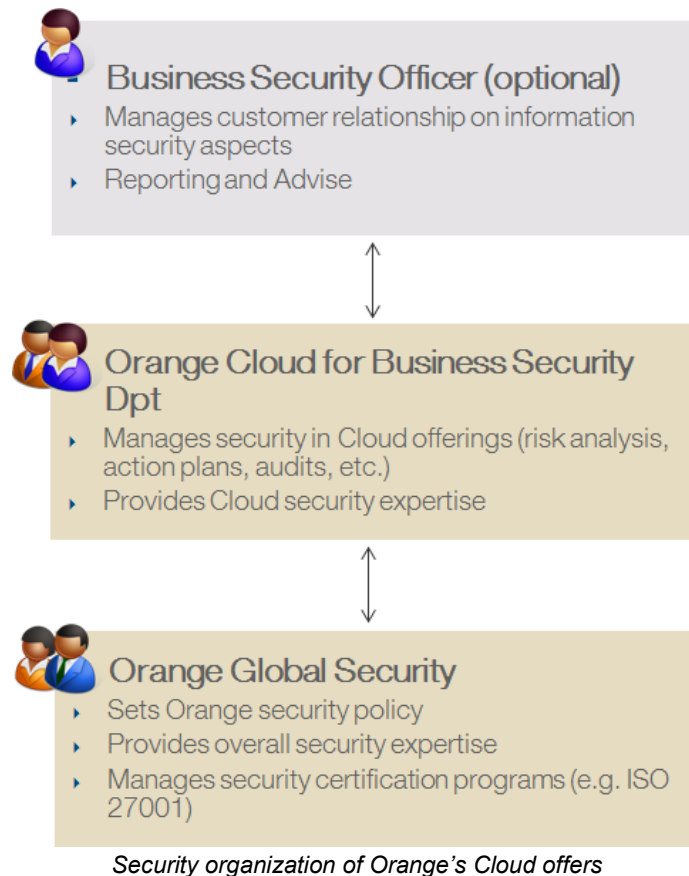 Business Security Officer (optional)
Manages customer relationship on information
security aspects
Reporting and Advise
Orange Cloud for Business Security
Dpt
Manages security in Cloud offerings (risk analysis,
action plans, audits, etc.)
Provides Cloud security expertise
Orange Global Security
Sets Orange security policy
Provides overall security expertise
Manages security certification programs (e.g. ISO
27001)
Security organization of Orange's Cloud offers